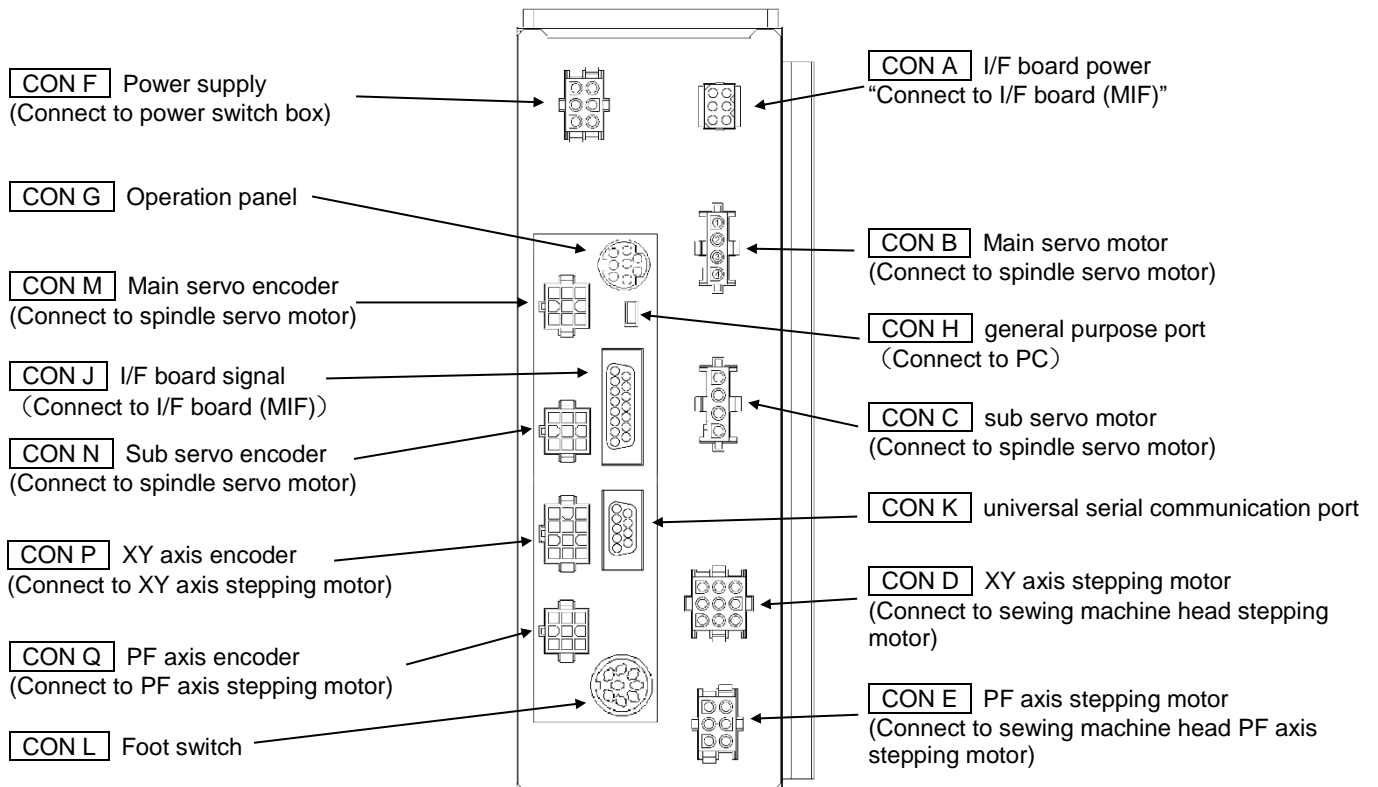 CON F Power supply
(Connect to power switch box)
CON G Operation panel
CON M Main servo encoder
(Connect to spindle servo motor)
CON J I/F board signal
（Connect to I/F board (MIF)）
CON N Sub servo encoder
(Connect to spindle servo motor)
CON P XY axis encoder
(Connect to XY axis stepping motor)
CON Q PF axis encoder
(Connect to PF axis stepping motor)
CON L Foot switch
CON A I/F board power
“Connect to I/F board (MIF)”
CON B Main servo motor
(Connect to spindle servo motor)
CON H general purpose port
（Connect to PC）
CON C sub servo motor
(Connect to spindle servo motor)
CON K universal serial communication port
CON D XY axis stepping motor
(Connect to sewing machine head stepping
motor)
CON E PF axis stepping motor
(Connect to sewing machine head PF axis
stepping motor)
1
2
3
4